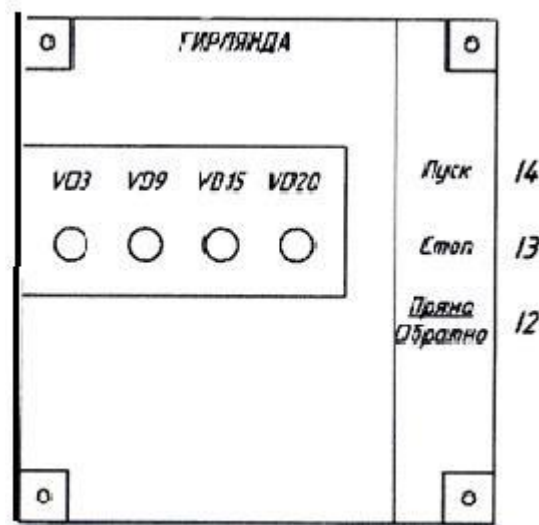 ГИРЛЯНДА
VD3 VD9 VD15 VD20
Пуск 14
Стоп 13
Прямо
Обратно 12